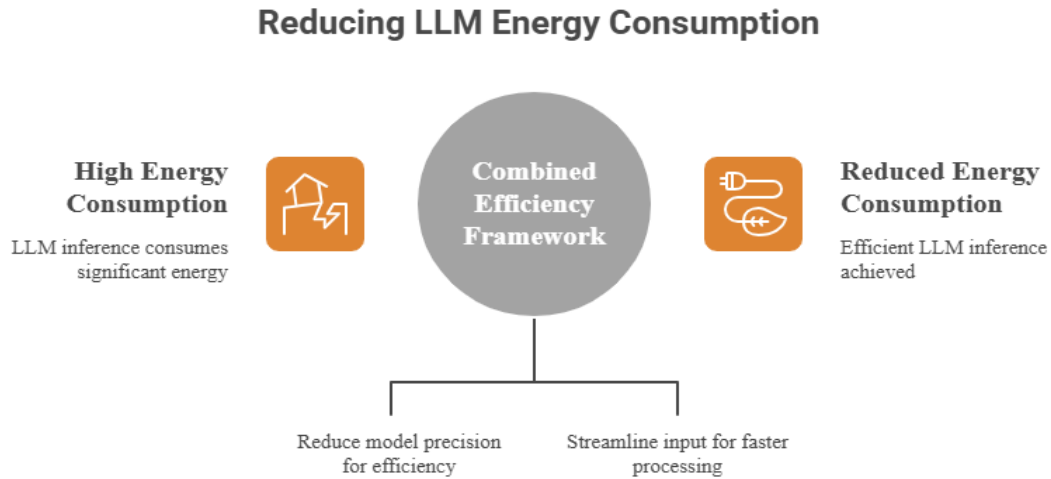 Reducing LLM Energy Consumption
High Energy
Consumption
LLM inference consumes
significant energy
Combined
Efficiency
Framework
Reduced Energy
Consumption
Efficient LLM inference
achieved
Reduce model precision
for efficiency
Streamline input for faster
processing